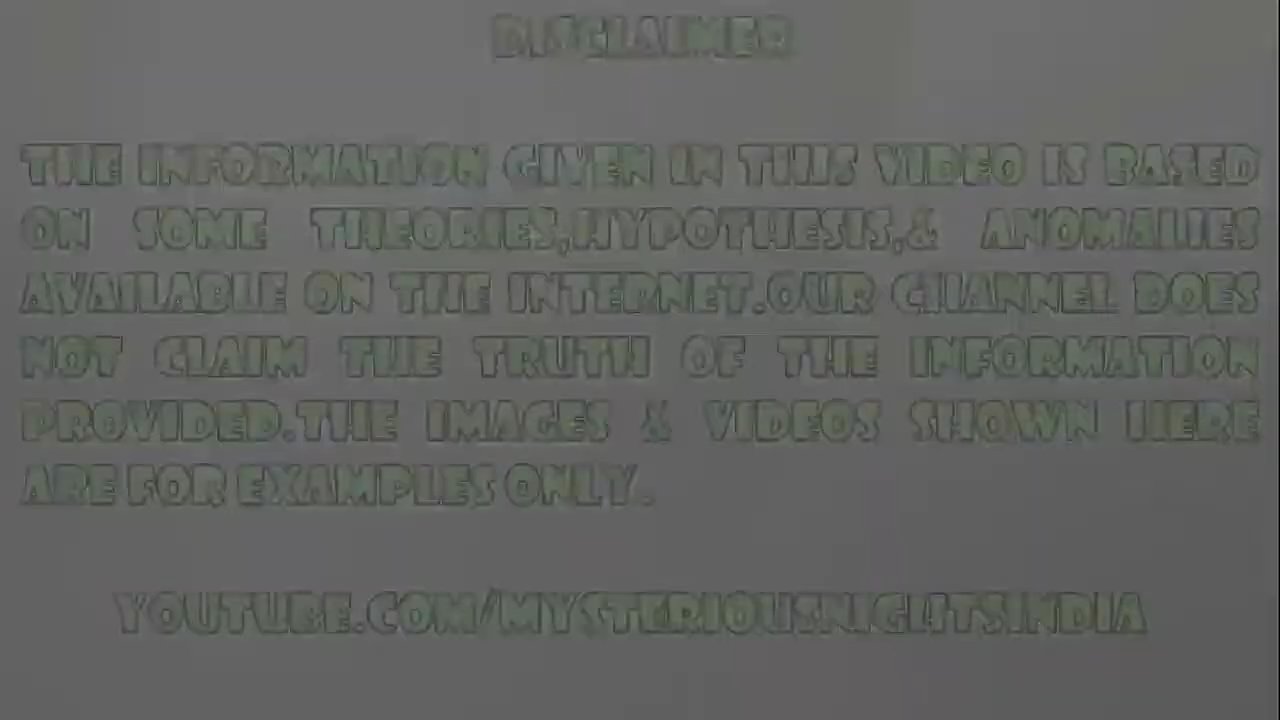 DISCLAIMER
THE INFORMATION GIVEN IN THIS VIDEO IS BASED
ON SOME THEORIES,HYPOTHESIS,& ANOMALIES
AVAILABLE ON THE INTERNET.OUR CHANNEL DOES
NOT CLAIM THE TRUTH OF THE INFORMATION
PROVIDED.THE IMAGES & VIDEOS SHOWN HERE
ARE FOR EXAMPLES ONLY.
YOUTUBE.COM/MYSTERIOUSNIGHTSINDIA